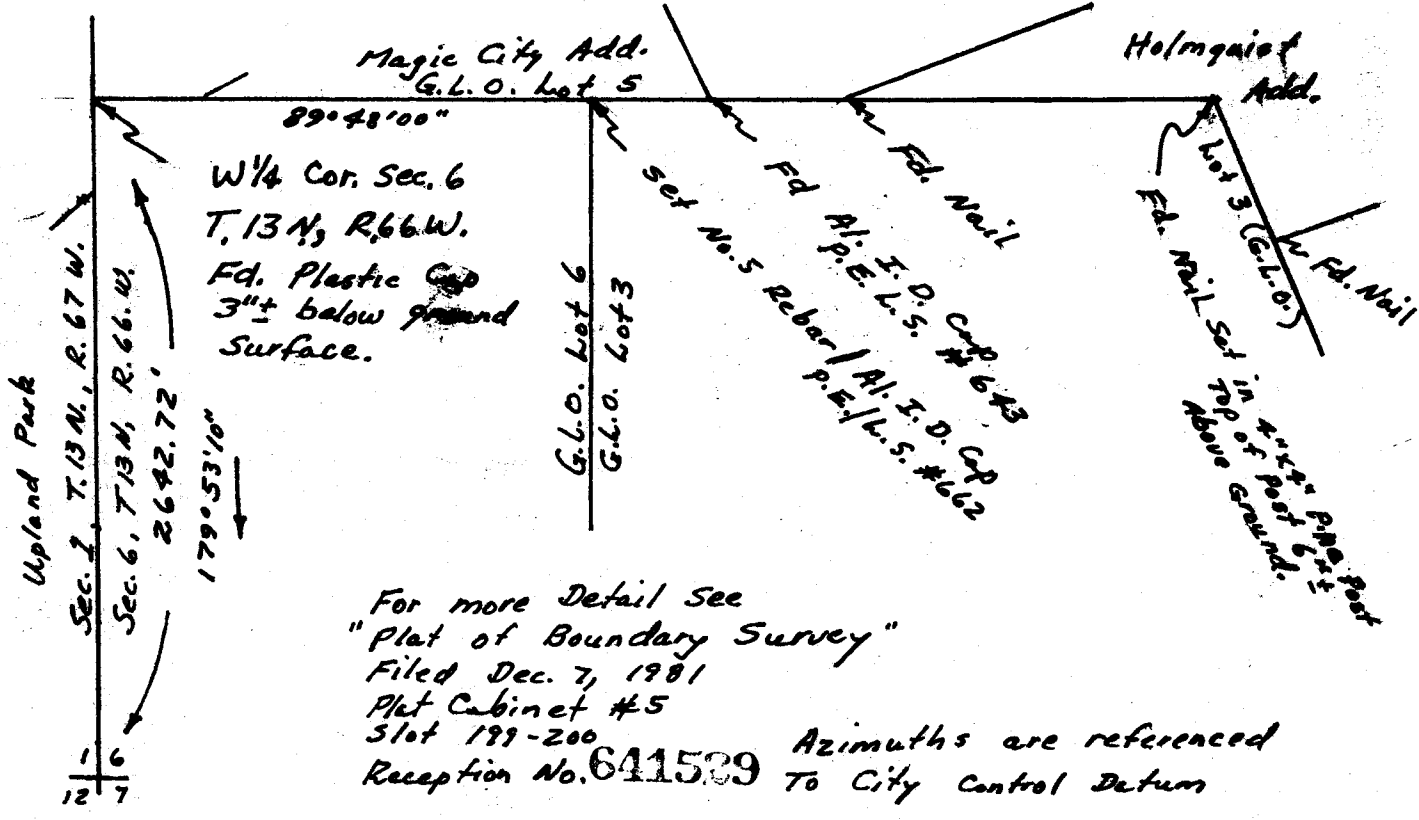 Magic City Add.
G.L.O. Lot 5
Holmquist
Add.
89°48'00"
W 1/4 Cor. Sec. 6
T. 13 N, R. 66 W.
Fd. Plastic Cap
3"± below ground
Surface.
Upland Park
Sec. 1, T. 13 N., R. 67 W.
Sec. 6, T 13 N, R. 66. W.
2642.72'
179°53'10"
G.L.O. Lot 6
G.L.O. Lot 3
Set No. 5 Rebar / Al. I. D. Cap
P.E./L.S. #662
Fd Al. I. D. Cap
P.E. L.S. #643
Fd. Nail
Fd. Nail Set in 4"x4" Pine Post
Top of Post 6"±
Above Ground.
Lot 3 (G.L.O.)
Fd. Nail
For more Detail See
"Plat of Boundary Survey"
Filed Dec. 7, 1981
Plat Cabinet #5
Slot 199-200
Reception No.
Azimuths are referenced
To City Control Datum
1 6
12 7